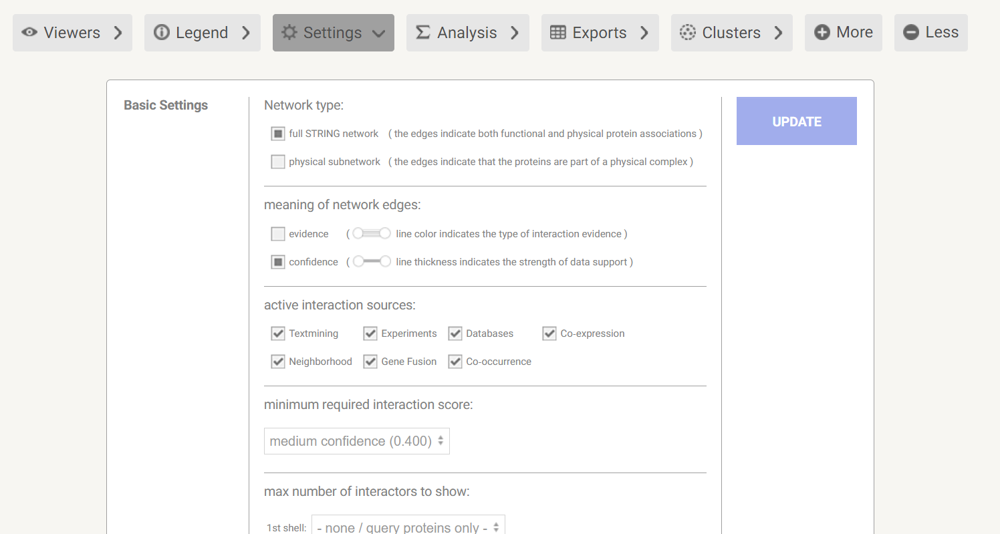 Viewers Legend Settings Analysis Exports Clusters More Less
Basic Settings
Network type:
full STRING network ( the edges indicate both functional and physical protein associations )
physical subnetwork ( the edges indicate that the proteins are part of a physical complex )
meaning of network edges:
evidence ( line color indicates the type of interaction evidence )
confidence ( line thickness indicates the strength of data support )
active interaction sources:
Textmining Experiments Databases Co-expression
Neighborhood Gene Fusion Co-occurrence
minimum required interaction score:
medium confidence (0.400)
max number of interactors to show:
1st shell: - none / query proteins only -
UPDATE